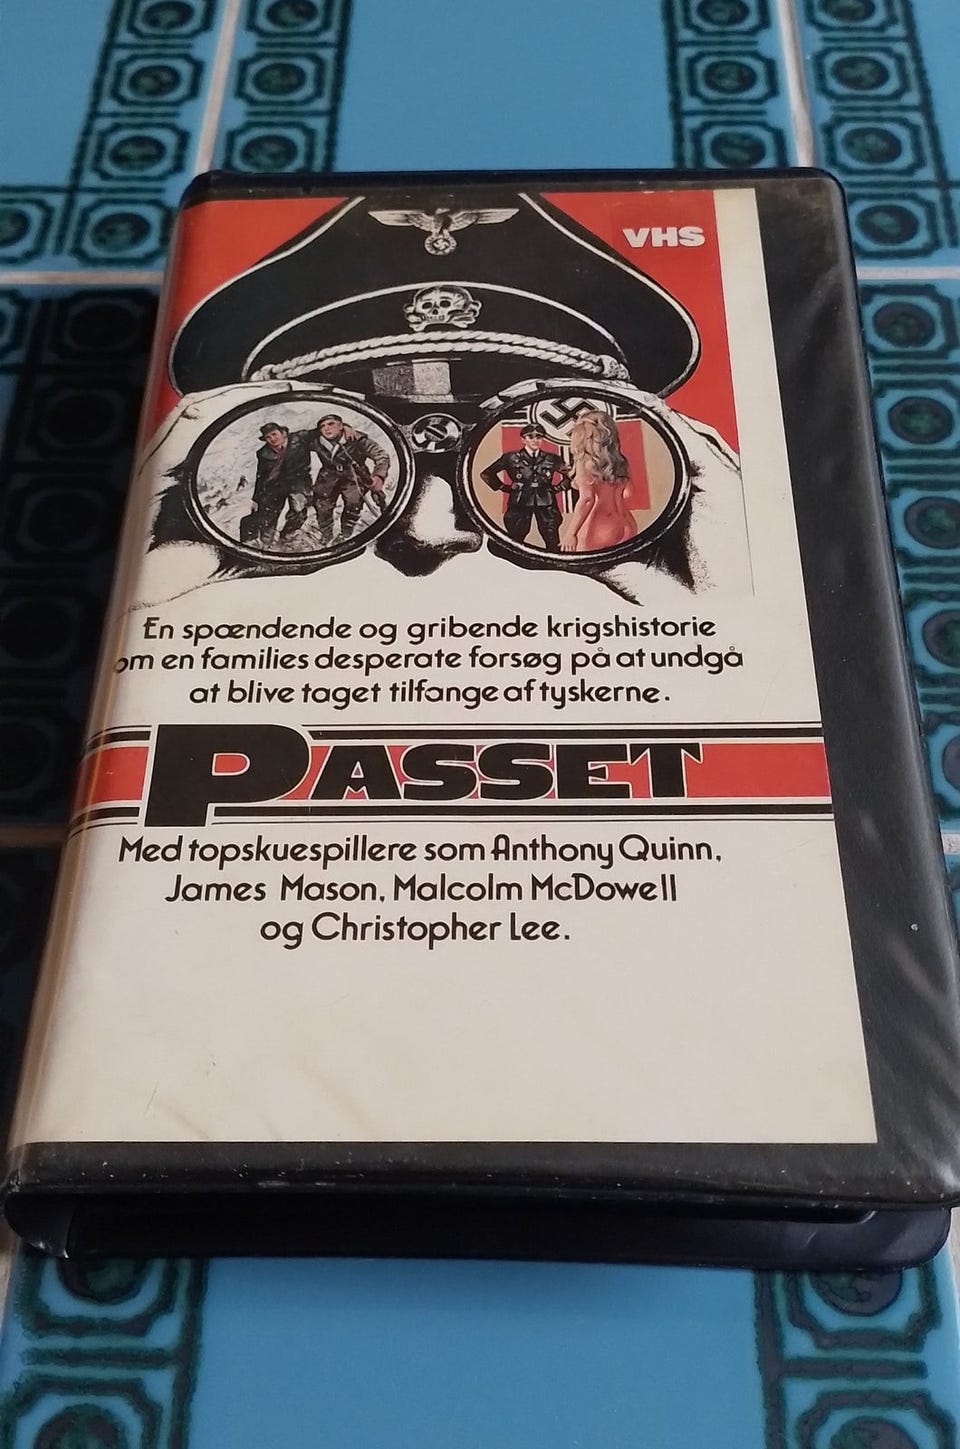 VHS
En spændende og gribende krigshistorie
om en families desperate forsøg på at undgå
at blive taget tilfange af tyskerne.
PASSET
Med topskuespillere som Anthony Quinn,
James Mason, Malcolm McDowell
og Christopher Lee.